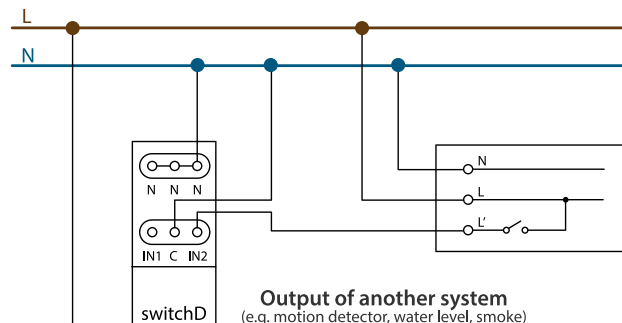 L
N
N
N N N
L
L'
IN1 C IN2
switchD
Output of another system
(e.g. motion detector, water level, smoke)